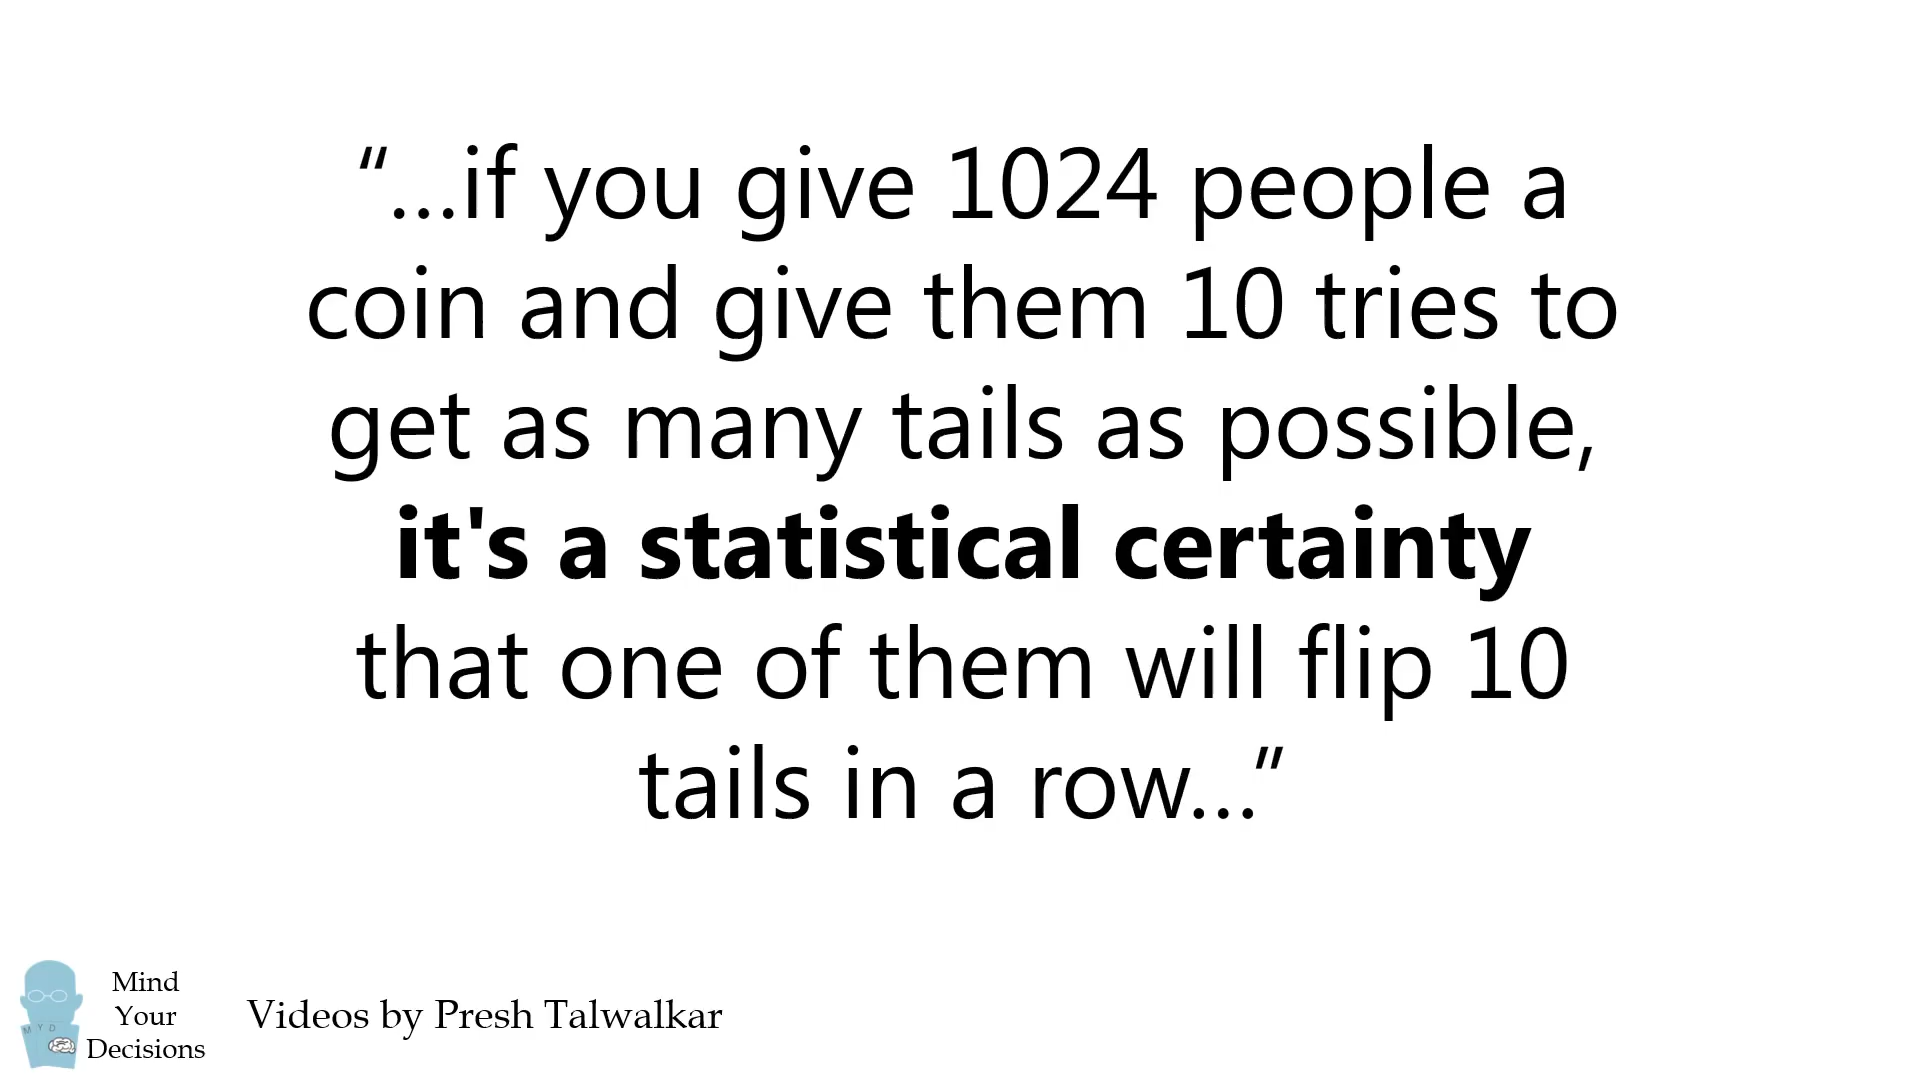 “...if you give 1024 people a
coin and give them 10 tries to
get as many tails as possible,
it's a statistical certainty
that one of them will flip 10
tails in a row...”
Mind
Your
Decisions
Videos by Presh Talwalkar
M Y D